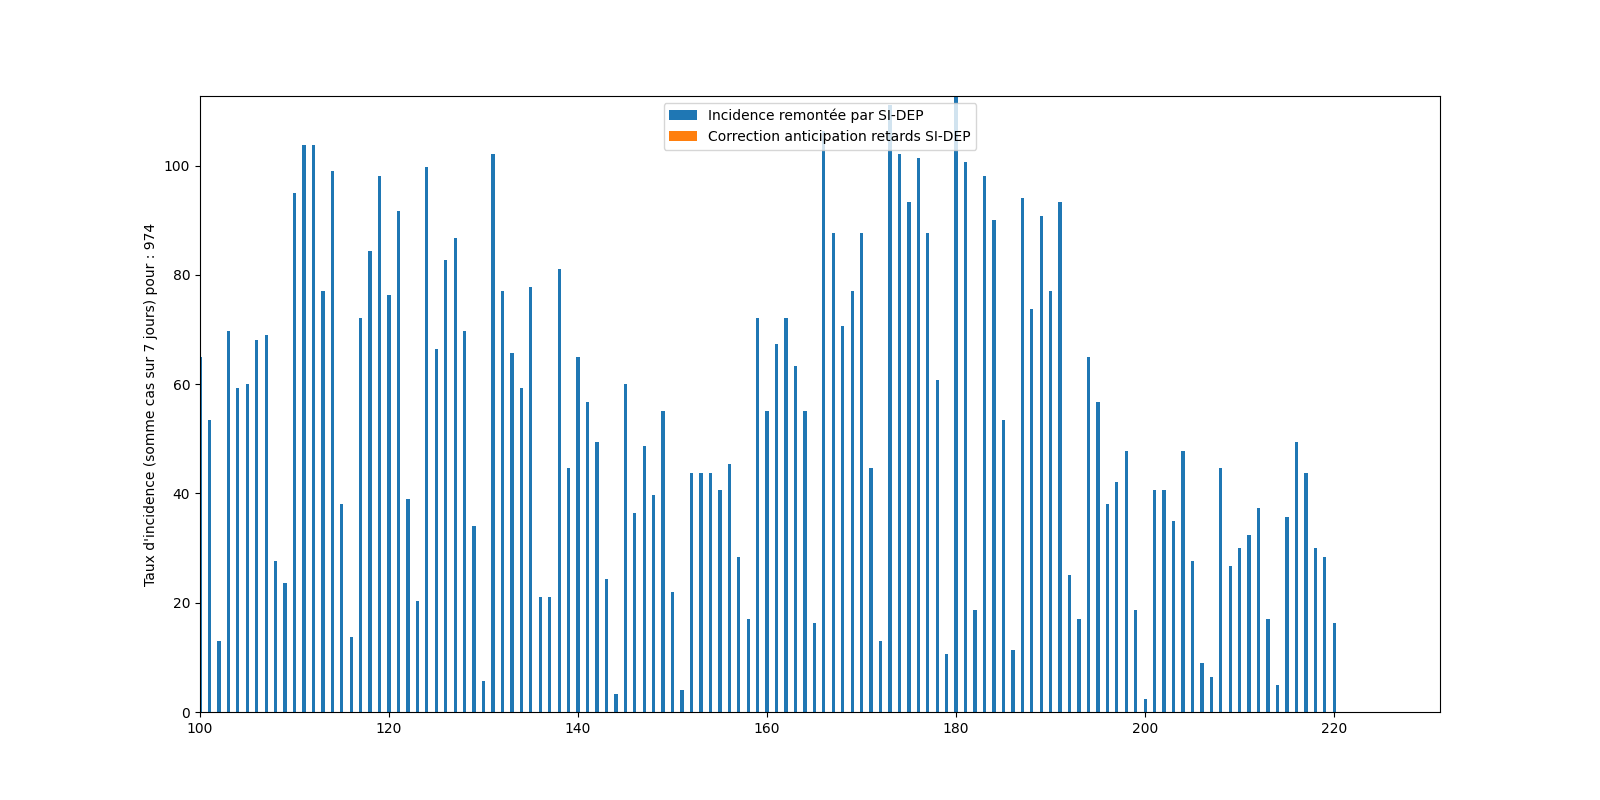 Incidence remontée par SI-DEP
Correction anticipation retards SI-DEP
Taux d'incidence (somme cas sur 7 jours) pour : 974
100
80
60
40
20
0
100 120 140 160 180 200 220